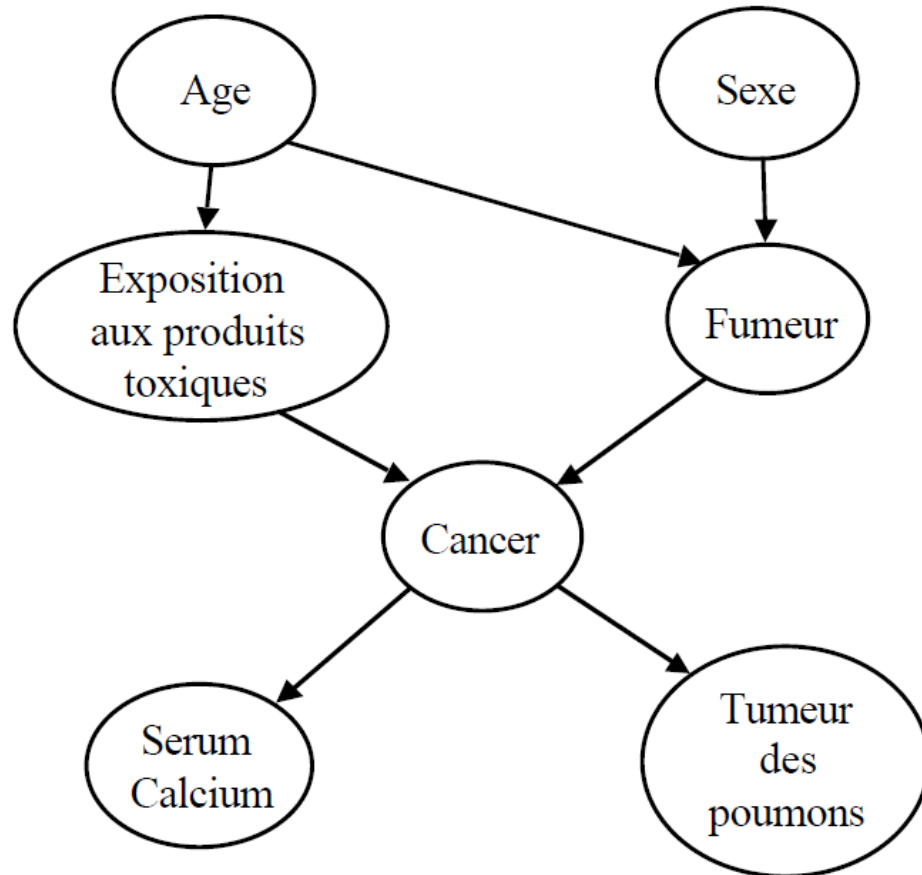 Age
Sexe
Exposition
aux produits
toxiques
Fumeur
Cancer
Serum
Calcium
Tumeur
des
poumons